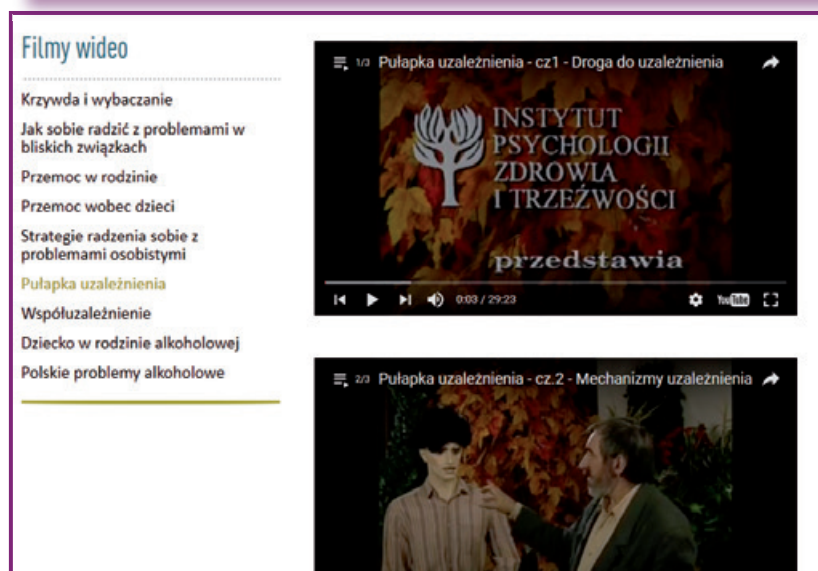 Filmy wideo
Krzywda i wybaczanie
Jak sobie radzić z problemami w
bliskich związkach
Przemoc w rodzinie
Przemoc wobec dzieci
Strategie radzenia sobie z
problemami osobistymi
Pułapka uzależnienia
Współuzależnienie
Dziecko w rodzinie alkoholowej
Polskie problemy alkoholowe
1/3 Pułapka uzależnienia - cz1 - Droga do uzależnienia
INSTYTUT
PSYCHOLOGII
ZDROWIA
I TRZEŹWOŚCI
przedstawia
0:03 / 29:23
YouTube
2/3 Pułapka uzależnienia - cz.2 - Mechanizmy uzależnienia